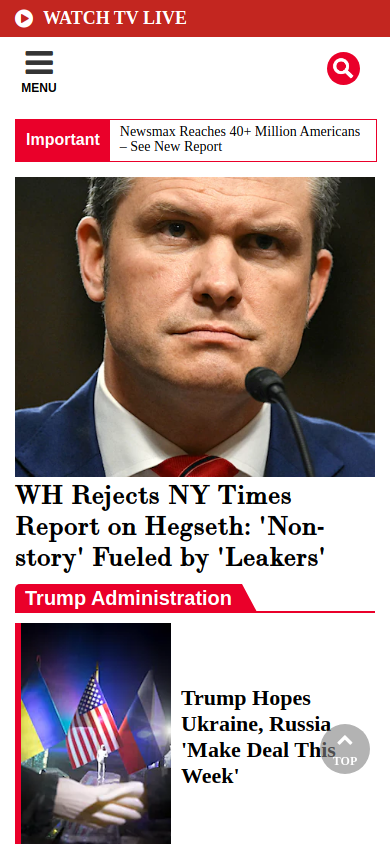 WATCH TV LIVE
MENU
Important
Newsmax Reaches 40+ Million Americans
– See New Report
WH Rejects NY Times
Report on Hegseth: 'Non-
story' Fueled by 'Leakers'
Trump Administration
Trump Hopes
Ukraine, Russia
'Make Deal This
Week'
TOP